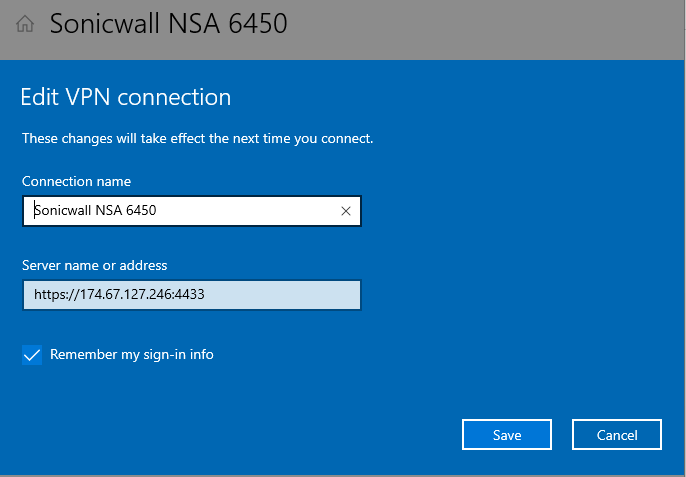 Sonicwall NSA 6450
Edit VPN connection
These changes will take effect the next time you connect.
Connection name
Sonicwall NSA 6450
Server name or address
https://174.67.127.246:4433
Remember my sign-in info
Save Cancel